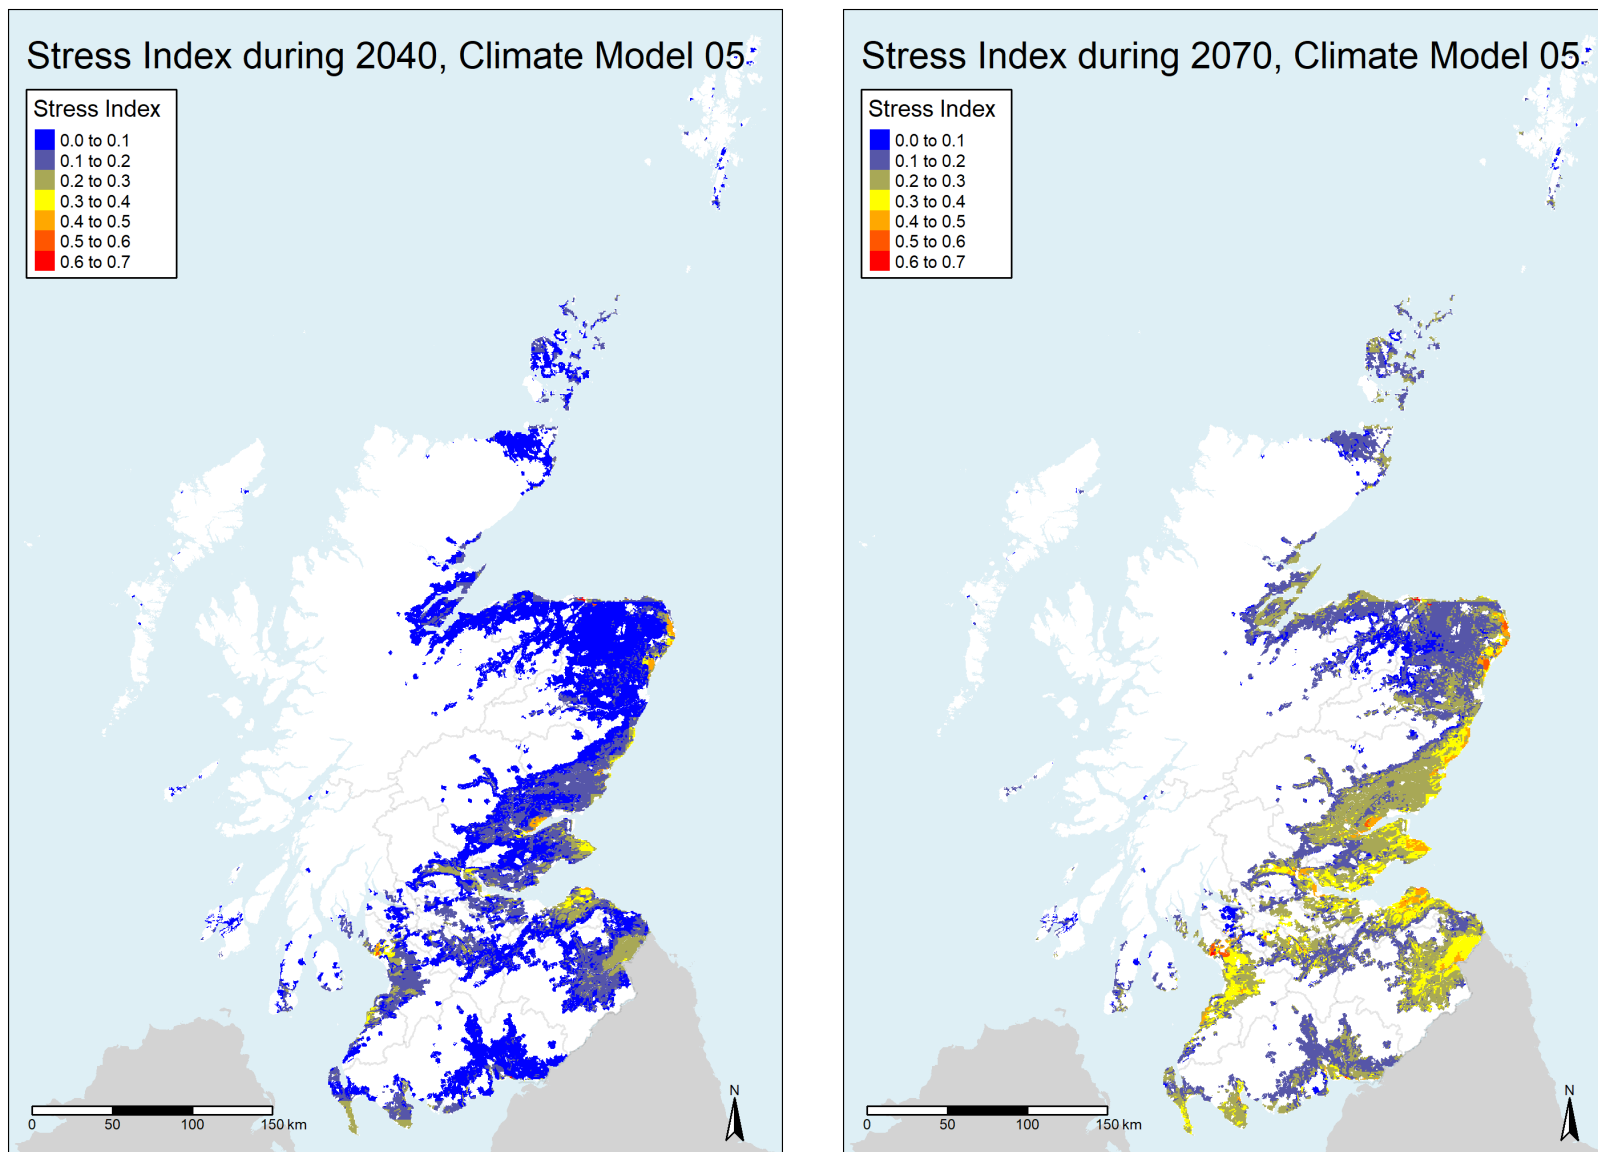 Stress Index during 2040, Climate Model 05
Stress Index
0.0 to 0.1
0.1 to 0.2
0.2 to 0.3
0.3 to 0.4
0.4 to 0.5
0.5 to 0.6
0.6 to 0.7
N
0 50 100 150 km
Stress Index during 2070, Climate Model 05
Stress Index
0.0 to 0.1
0.1 to 0.2
0.2 to 0.3
0.3 to 0.4
0.4 to 0.5
0.5 to 0.6
0.6 to 0.7
N
0 50 100 150 km